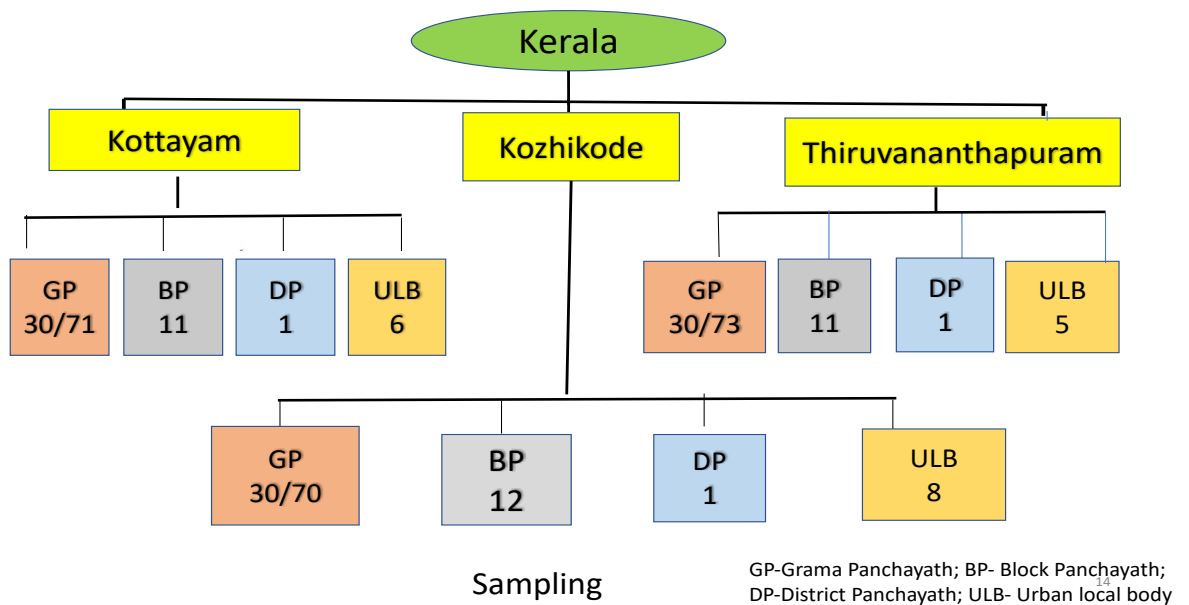 Kerala
Kottayam
Kozhikode
Thiruvananthapuram
GP
30/71
BP
11
DP
1
ULB
6
GP
30/73
BP
11
DP
1
ULB
5
GP
30/70
BP
12
DP
1
ULB
8
Sampling
GP-Grama Panchayath; BP- Block Panchayath;
14
DP-District Panchayath; ULB- Urban local body